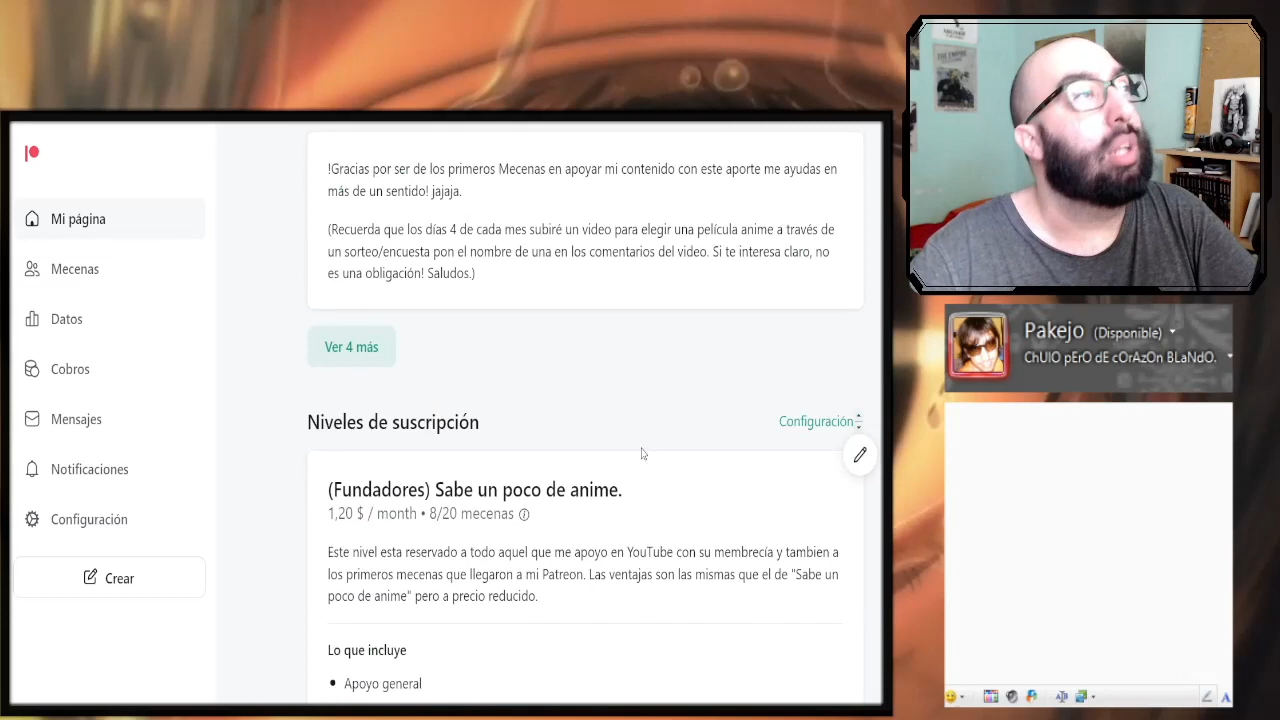 Mi página
Mecenas
Datos
Cobros
Mensajes
Notificaciones
Configuración
Crear
!Gracias por ser de los primeros Mecenas en apoyar mi contenido con este aporte me ayudas en
más de un sentido! jajaja.
(Recuerda que los días 4 de cada mes subiré un video para elegir una película anime a través de
un sorteo/encuesta pon el nombre de una en los comentarios del video. Si te interesa claro, no
es una obligación! Saludos.)
Ver 4 más
Niveles de suscripción
Configuración
(Fundadores) Sabe un poco de anime.
1,20 $ / month • 8/20 mecenas
Este nivel esta reservado a todo aquel que me apoyo en YouTube con su membrecía y tambien a
los primeros mecenas que llegaron a mi Patreon. Las ventajas son las mismas que el de "Sabe un
poco de anime" pero a precio reducido.
Lo que incluye
• Apoyo general
Pakejo (Disponible)
ChUlO pErO dE cOrAzOn BLaNdO.